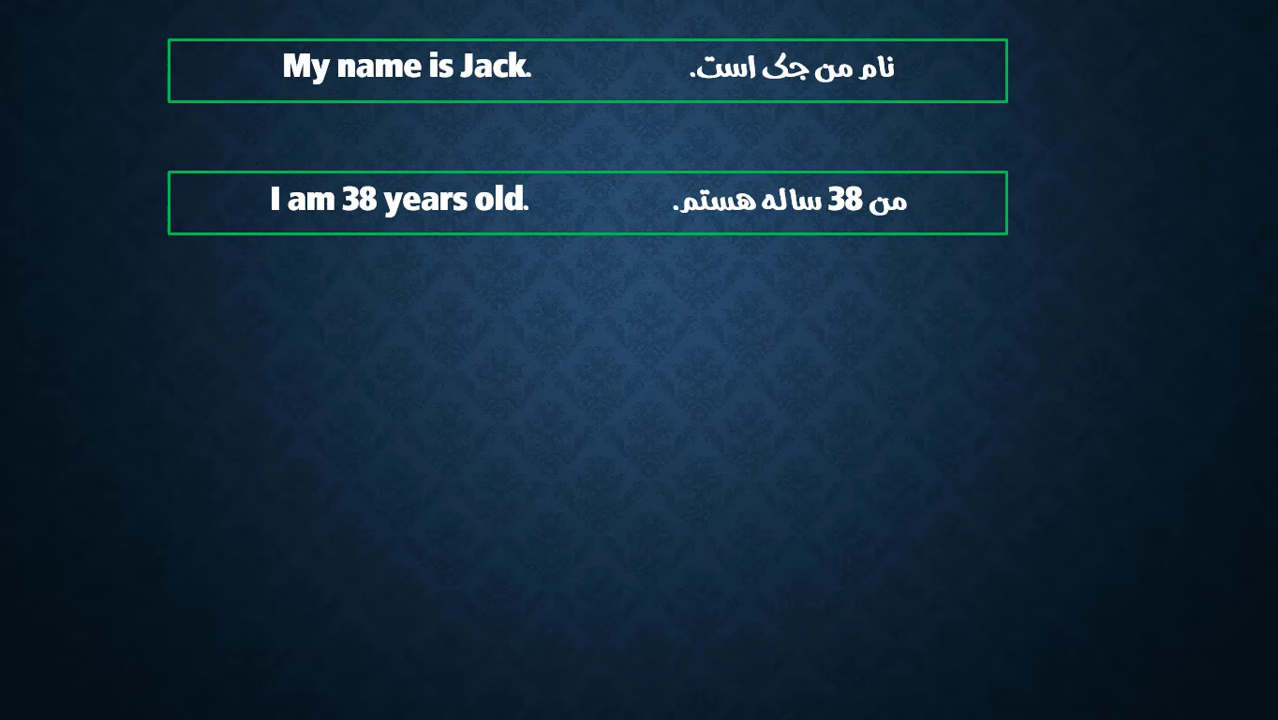 My name is Jack. نام من جک است.
I am 38 years old. من 38 ساله هستم.